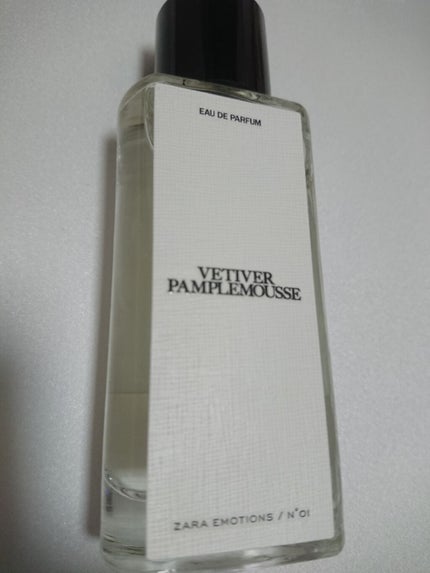 EAU DE PARFUM
VETIVER
PAMPLEMOUSSE
ZARA EMOTIONS / N°01